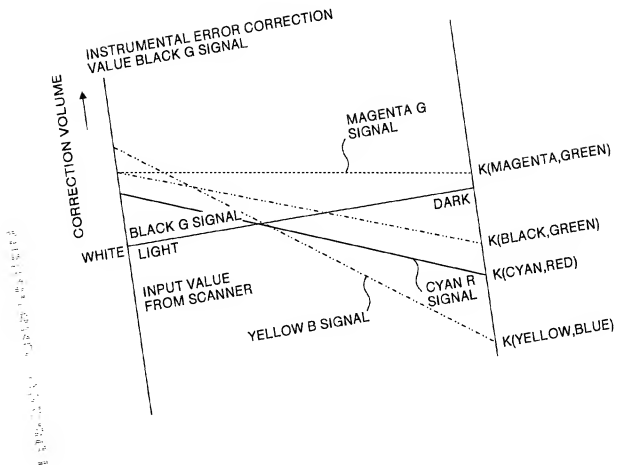 INSTRUMENTAL ERROR CORRECTION
VALUE BLACK G SIGNAL
CORRECTION VOLUME
MAGENTA G
SIGNAL
K(MAGENTA,GREEN)
DARK
BLACK G SIGNAL
WHITE
LIGHT
K(BLACK,GREEN)
K(CYAN,RED)
CYAN R
SIGNAL
INPUT VALUE
FROM SCANNER
YELLOW B SIGNAL
K(YELLOW,BLUE)